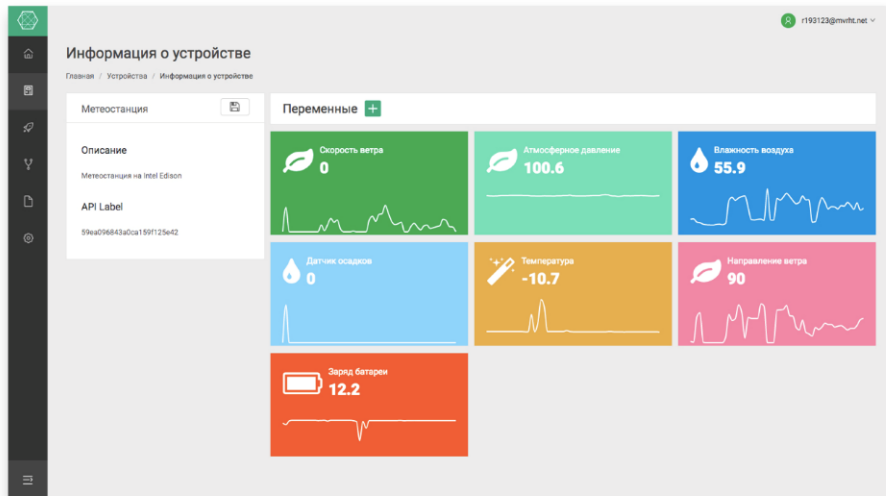 r193123@mvrht.net
Информация о устройстве
Главная / Устройства / Информация о устройстве
Метеостанция
Описание
Метеостанция на Intel Edison
API Label
59ea096843a0ca159f125e42
Переменные
Скорость ветра
0
Атмосферное давление
100.6
Влажность воздуха
55.9
Датчик осадков
0
Температура
-10.7
Направление ветра
90
Заряд батареи
12.2